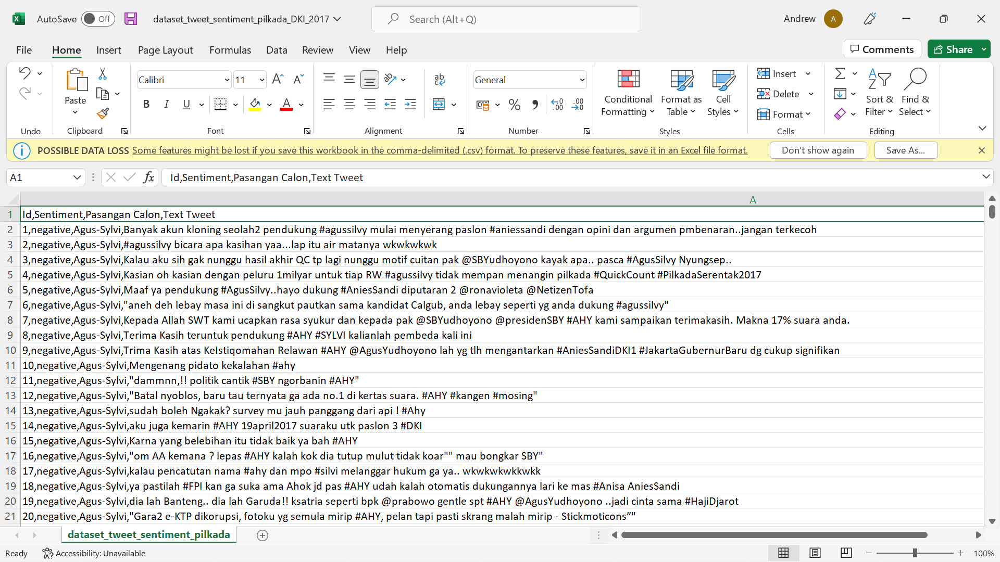 AutoSave Off dataset_tweet_sentiment_pilkada_DKI_2017 Search (Alt+Q) Andrew A
File Home Insert Page Layout Formulas Data Review View Help Comments Share
Calibri 11 General
Paste
Conditional Formatting
Format as Table
Cell Styles
Insert
Delete
Format
Sort & Filter
Find & Select
Undo Clipboard Font Alignment Number Styles Cells Editing
POSSIBLE DATA LOSS Some features might be lost if you save this workbook in the comma-delimited (.csv) format. To preserve these features, save it in an Excel file format. Don't show again Save As...
A1 fx Id,Sentiment,Pasangan Calon,Text Tweet
A
1 Id,Sentiment,Pasangan Calon,Text Tweet
2 1,negative,Agus-Sylvi,Banyak akun kloning seolah2 pendukung #agussilvy mulai menyerang paslon #aniessandi dengan opini dan argumen pmbenaran..jangan terkecoh
3 2,negative,Agus-Sylvi,#agussilvy bicara apa kasihan yaa...lap itu air matanya wkwkwkwk
4 3,negative,Agus-Sylvi,Kalau aku sih gak nunggu hasil akhir QC tp lagi nunggu motif cuitan pak @SBYudhoyono kayak apa.. pasca #AgusSilvy Nyungsep..
5 4,negative,Agus-Sylvi,Kasian oh kasian dengan peluru 1milyar untuk tiap RW #agussilvy tidak mempan menangin pilkada #QuickCount #PilkadaSerentak2017
6 5,negative,Agus-Sylvi,Maaf ya pendukung #AgusSilvy..hayo dukung #AniesSandi diputaran 2 @ronavioleta @NetizenTofa
7 6,negative,Agus-Sylvi,"aneh deh lebay masa ini di sangkut pautkan sama kandidat Calgub, anda lebay seperti yg anda dukung #agussilvy"
8 7,negative,Agus-Sylvi,Kepada Allah SWT kami ucapkan rasa syukur dan kepada pak @SBYudhoyono @presidenSBY #AHY kami sampaikan terimakasih. Makna 17% suara anda.
9 8,negative,Agus-Sylvi,Terima Kasih teruntuk pendukung #AHY #SYLVI kalianlah pembeda kali ini
10 9,negative,Agus-Sylvi,Trima Kasih atas KeIstiqomahan Relawan #AHY @AgusYudhoyono lah yg tlh mengantarkan #AniesSandiDKI1 #JakartaGubernurBaru dg cukup signifikan
11 10,negative,Agus-Sylvi,Mengenang pidato kekalahan #ahy
12 11,negative,Agus-Sylvi,"dammnn,!! politik cantik #SBY ngorbanin #AHY"
13 12,negative,Agus-Sylvi,"Batal nyoblos, baru tau ternyata ga ada no.1 di kertas suara. #AHY #kangen #mosing"
14 13,negative,Agus-Sylvi,sudah boleh Ngakak? survey mu jauh panggang dari api ! #Ahy
15 14,negative,Agus-Sylvi,aku juga kemarin #AHY 19april2017 suaraku utk paslon 3 #DKI
16 15,negative,Agus-Sylvi,Karna yang belebihan itu tidak baik ya bah #AHY
17 16,negative,Agus-Sylvi,"om AA kemana ? lepas #AHY kalah kok dia tutup mulut tidak koar"" mau bongkar SBY"
18 17,negative,Agus-Sylvi,kalau pencatutan nama #ahy dan mpo #silvi melanggar hukum ga ya.. wkwkwkwkkwkk
19 18,negative,Agus-Sylvi,ya pastilah #FPI kan ga suka ama Ahok jd pas #AHY udah kalah otomatis dukungannya lari ke mas #Anisa AniesSandi
20 19,negative,Agus-Sylvi,dia lah Banteng.. dia lah Garuda!! ksatria seperti bpk @prabowo gentle spt #AHY @AgusYudhoyono ..jadi cinta sama #HajiDjarot
21 20,negative,Agus-Sylvi,"Gara2 e-KTP dikorupsi, fotoku yg semula mirip #AHY, pelan tapi pasti skrang malah mirip - Stickmoticons”"
dataset_tweet_sentiment_pilkada
Ready Accessibility: Unavailable 100%